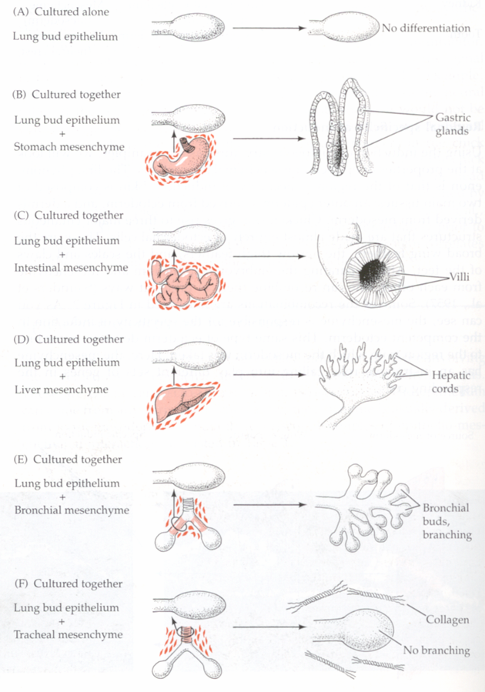 (A) Cultured alone
Lung bud epithelium
No differentiation
(B) Cultured together
Lung bud epithelium
+
Stomach mesenchyme
Gastric
glands
(C) Cultured together
Lung bud epithelium
+
Intestinal mesenchyme
Villi
(D) Cultured together
Lung bud epithelium
+
Liver mesenchyme
Hepatic
cords
(E) Cultured together
Lung bud epithelium
+
Bronchial mesenchyme
Bronchial
buds,
branching
(F) Cultured together
Lung bud epithelium
+
Tracheal mesenchyme
Collagen
No branching